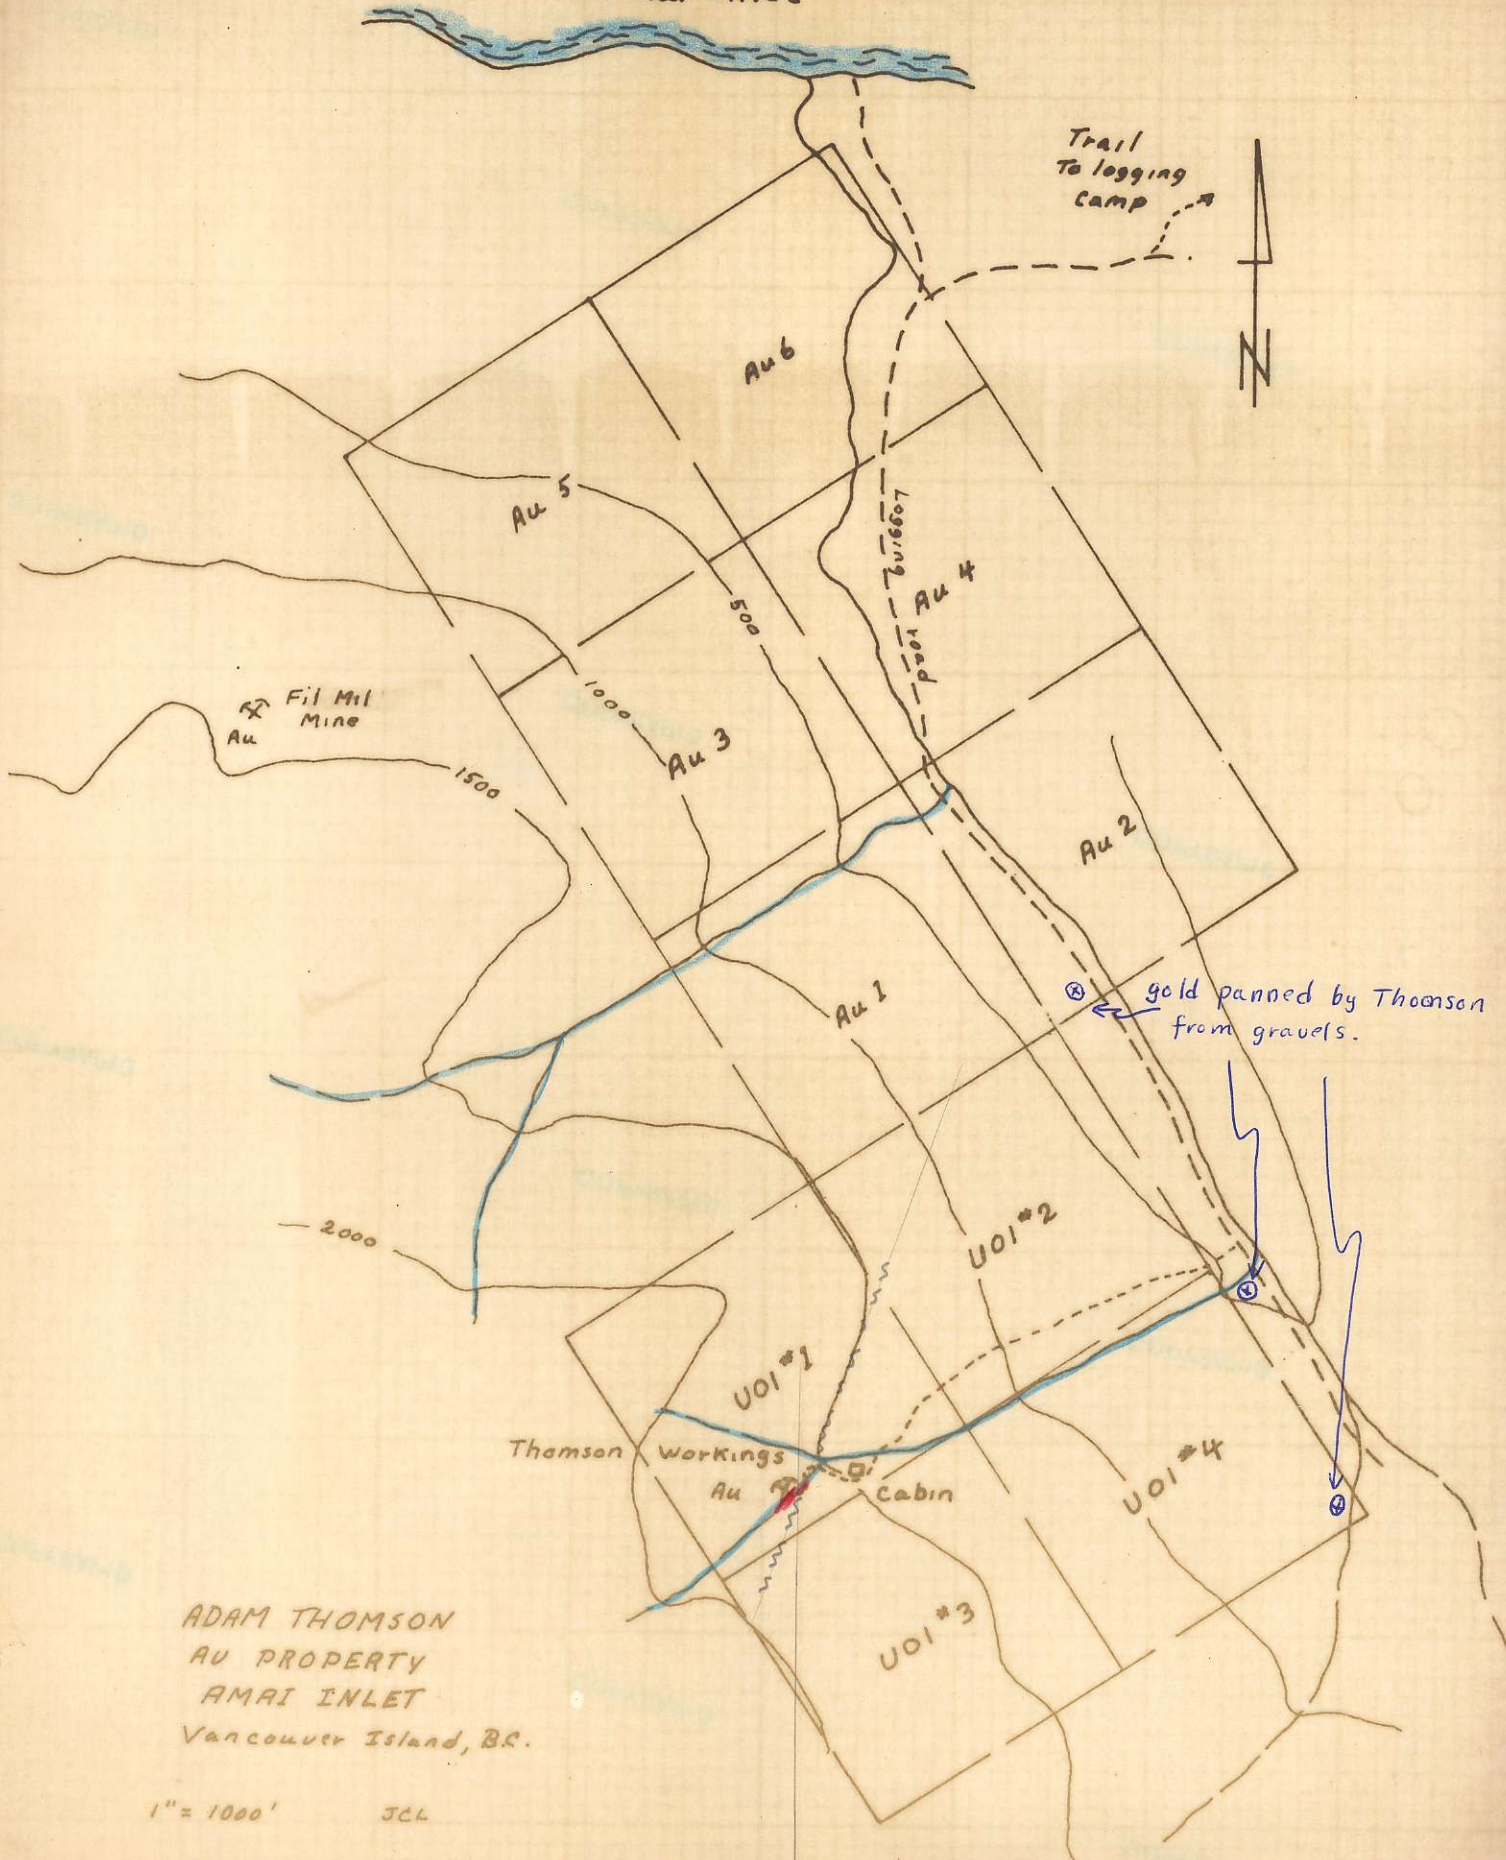 Trail
To logging
Camp
N
Au 6
Au 5
Logging
road
Au 4
500
Fil Mil
Mine
Au
1000
Au 3
1500
Au 2
Au 1
gold panned by Thomson
from gravels.
2000
UOI #2
UOI #1
Thomson Workings
Au
Cabin
UOI #4
UOI #3
ADAM THOMSON
AU PROPERTY
AMAI INLET
Vancouver Island, B.C.
1" = 1000' JCL